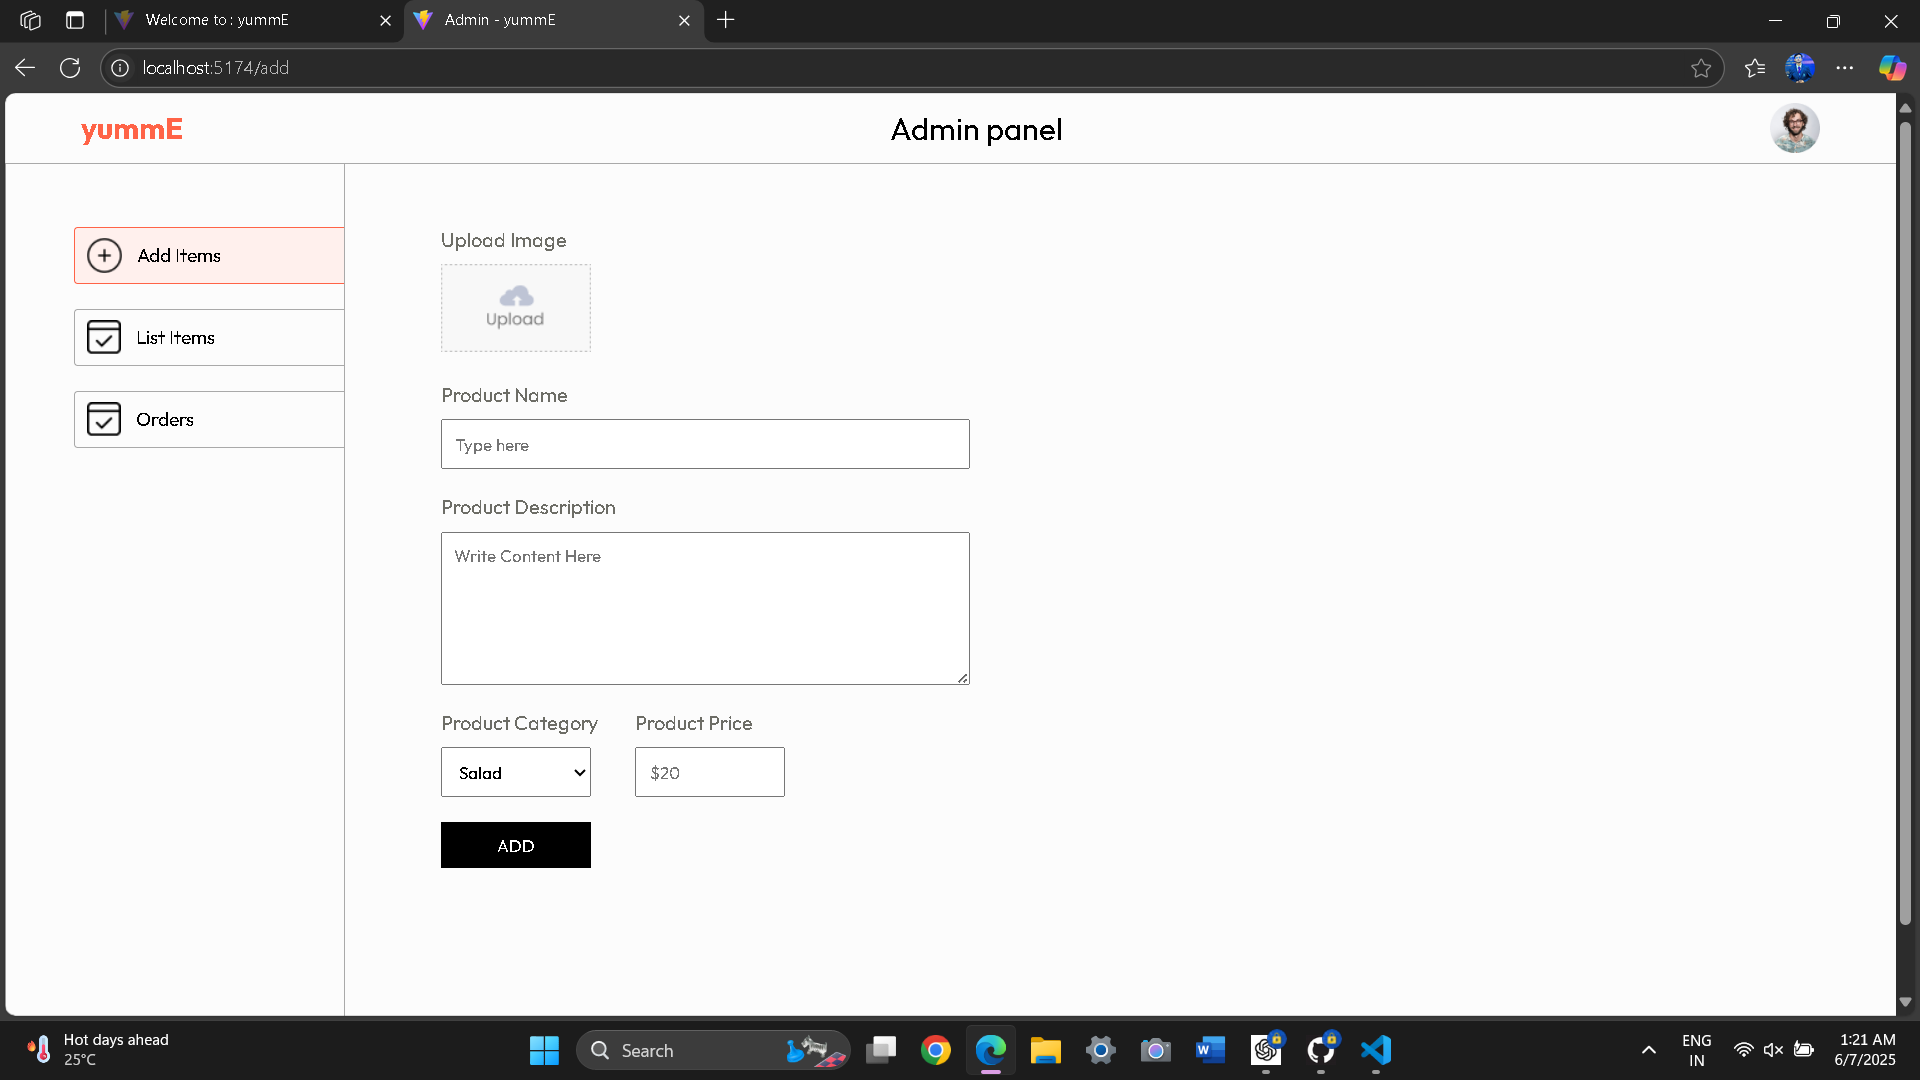 Welcome to : yummE
Admin - yummE
localhost:5174/add
yummE
Admin panel
Add Items
List Items
Orders
Upload Image
Upload
Product Name
Type here
Product Description
Write Content Here
Product Category
Product Price
Salad
$20
ADD
Hot days ahead
25°C
Search
ENG
IN
1:21 AM
6/7/2025